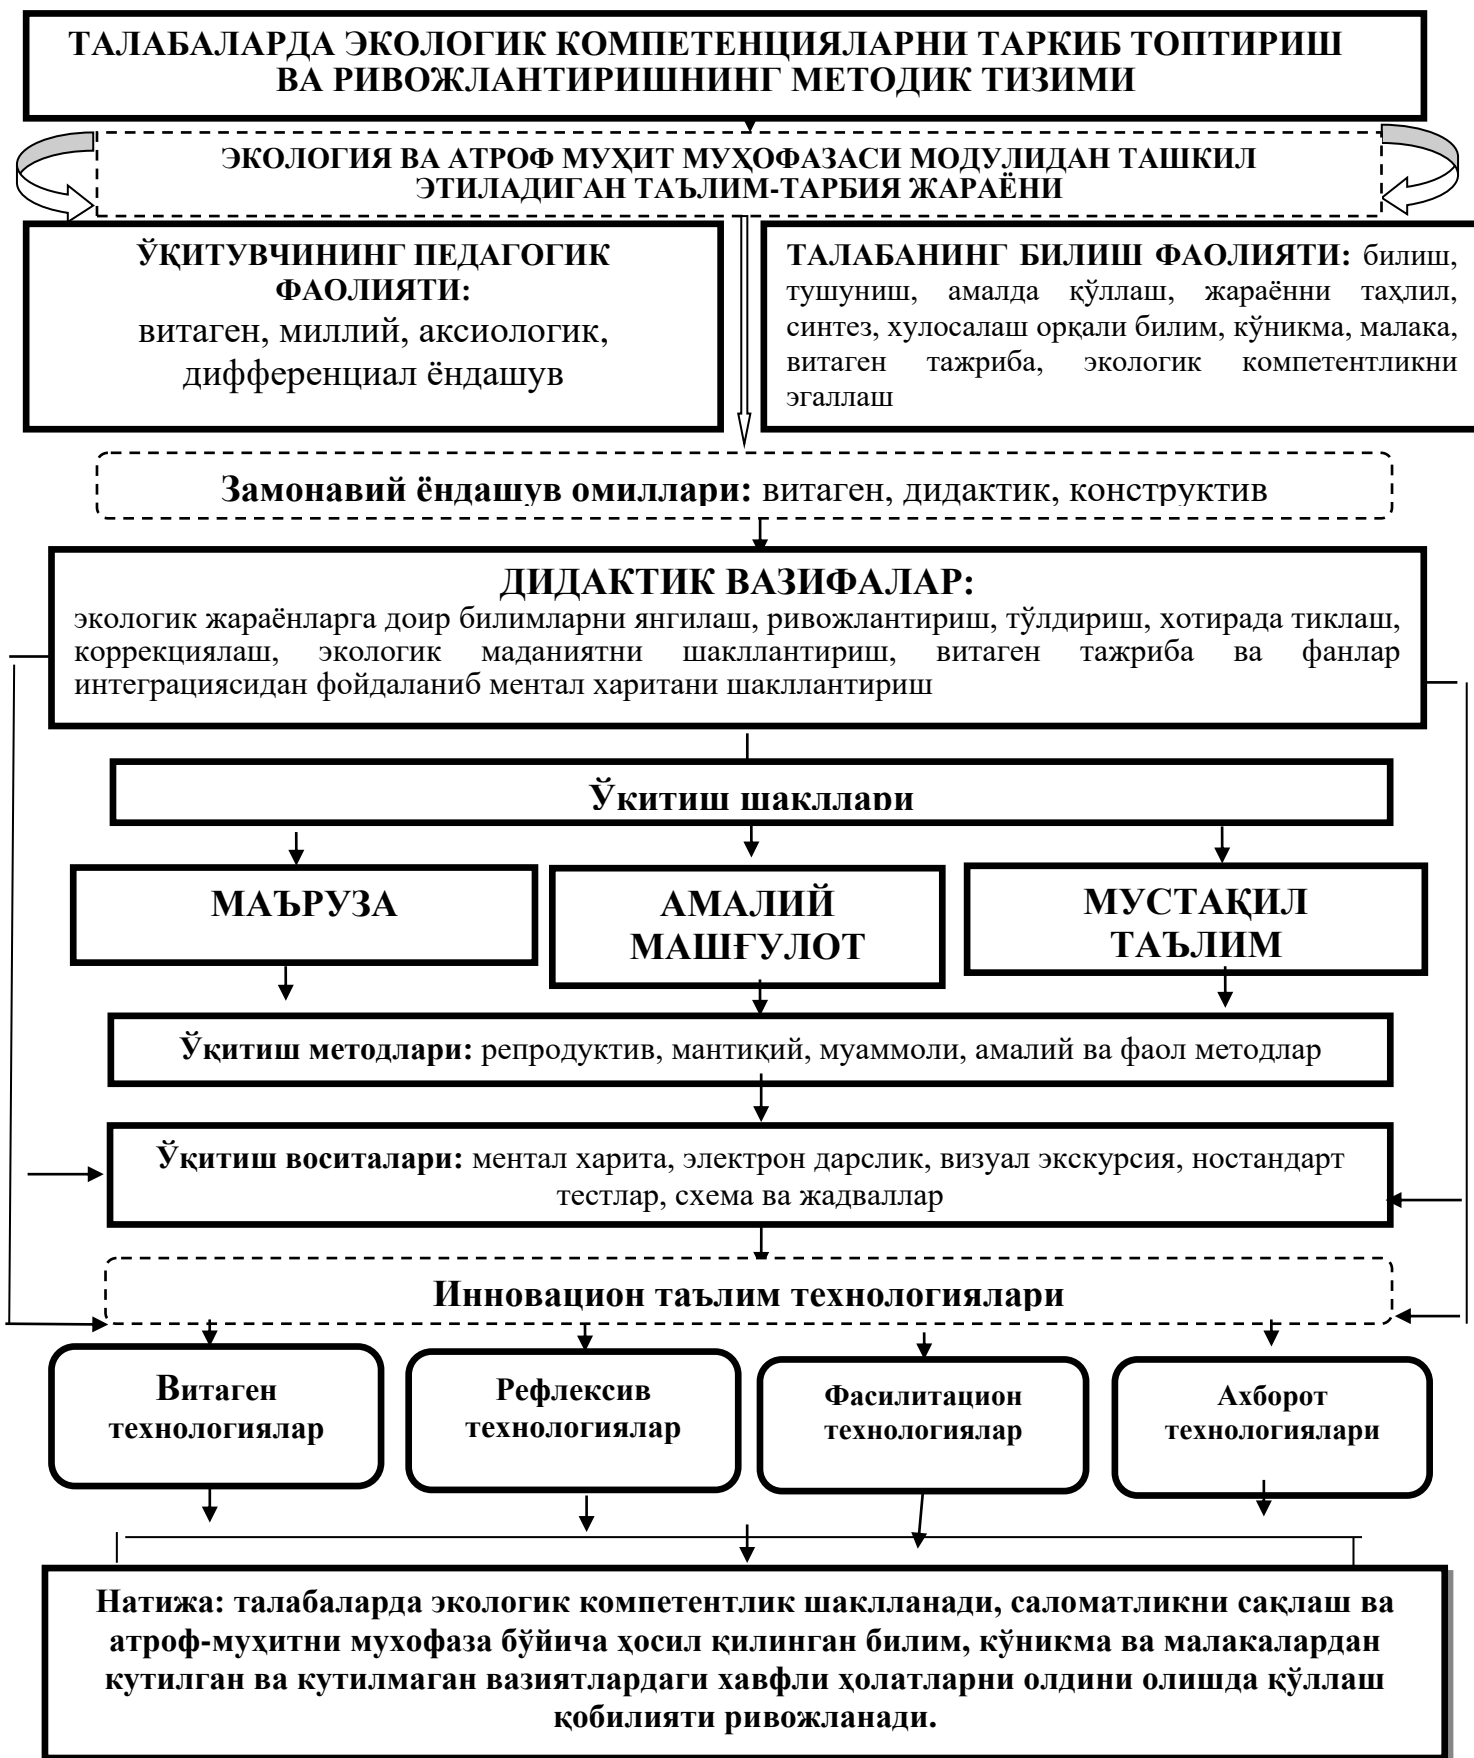 ТАЛАБАЛАРДА ЭКОЛОГИК КОМПЕТЕНЦИЯЛАРНИ ТАРКИБ ТОПТИРИШ
ВА РИВОЖЛАНТИРИШНИНГ МЕТОДИК ТИЗИМИ
ЭКОЛОГИЯ ВА АТРОФ МУҲИТ МУҲОФАЗАСИ МОДУЛИДАН ТАШКИЛ
ЭТИЛАДИГАН ТАЪЛИМ-ТАРБИЯ ЖАРАЁНИ
ЎҚИТУВЧИНИНГ ПЕДАГОГИК
ФАОЛИЯТИ:
витаген, миллий, аксиологик,
дифференциал ёндашув
ТАЛАБАНИНГ БИЛИШ ФАОЛИЯТИ: билиш,
тушуниш, амалда қўллаш, жараённи таҳлил,
синтез, хулосалаш орқали билим, кўникма, малака,
витаген тажриба, экологик компетентликни
эгаллаш
Замонавий ёндашув омиллари: витаген, дидактик, конструктив
ДИДАКТИК ВАЗИФАЛАР:
экологик жараёнларга доир билимларни янгилаш, ривожлантириш, тўлдириш, хотирада тиклаш,
коррекциялаш, экологик маданиятни шакллантириш, витаген тажриба ва фанлар
интеграциясидан фойдаланиб ментал харитани шакллантириш
Ўқитиш шакллари
МАЪРУЗА
АМАЛИЙ
МАШҒУЛОТ
МУСТАҚИЛ
ТАЪЛИМ
Ўқитиш методлари: репродуктив, мантиқий, муаммоли, амалий ва фаол методлар
Ўқитиш воситалари: ментал харита, электрон дарслик, визуал экскурсия, ностандарт
тестлар, схема ва жадваллар
Инновацион таълим технологиялари
Витаген
технологиялар
Рефлексив
технологиялар
Фасилитацион
технологиялар
Ахборот
технологиялари
Натижа: талабаларда экологик компетентлик шаклланади, саломатликни сақлаш ва
атроф-муҳитни мухофаза бўйича ҳосил қилинган билим, кўникма ва малакалардан
кутилган ва кутилмаган вазиятлардаги хавфли ҳолатларни олдини олишда қўллаш
қобилияти ривожланади.